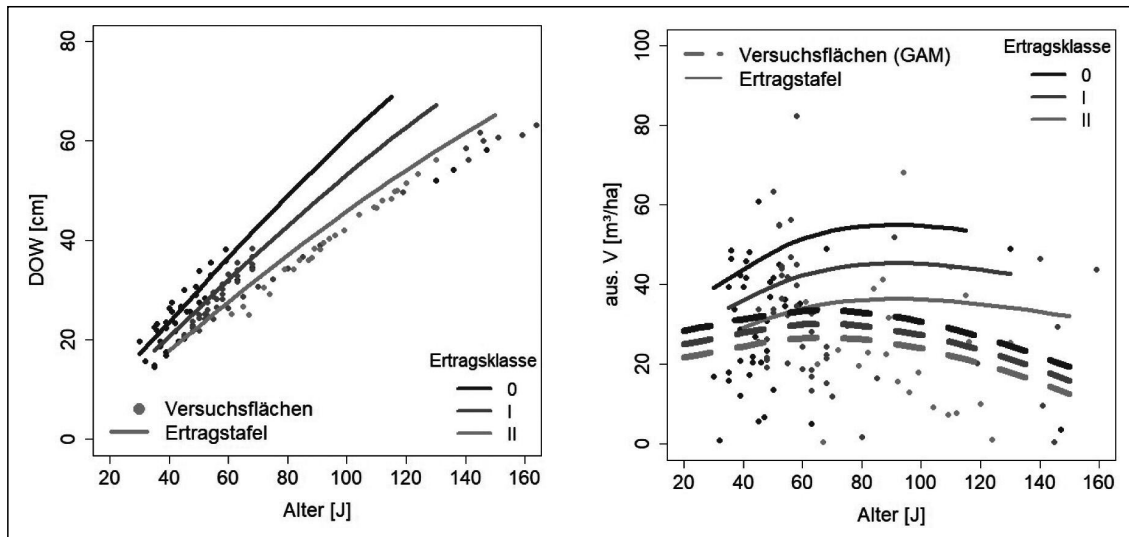 80
60
40
20
0
DOW [cm]
20 40 60 80 100 120 140 160
Alter [J]
Versuchsflächen
Ertragstafel
Ertragsklasse
0
I
II
100
80
60
40
20
0
aus. V [m³/ha]
20 40 60 80 100 120 140 160
Alter [J]
Versuchsflächen (GAM)
Ertragstafel
Ertragsklasse
0
I
II